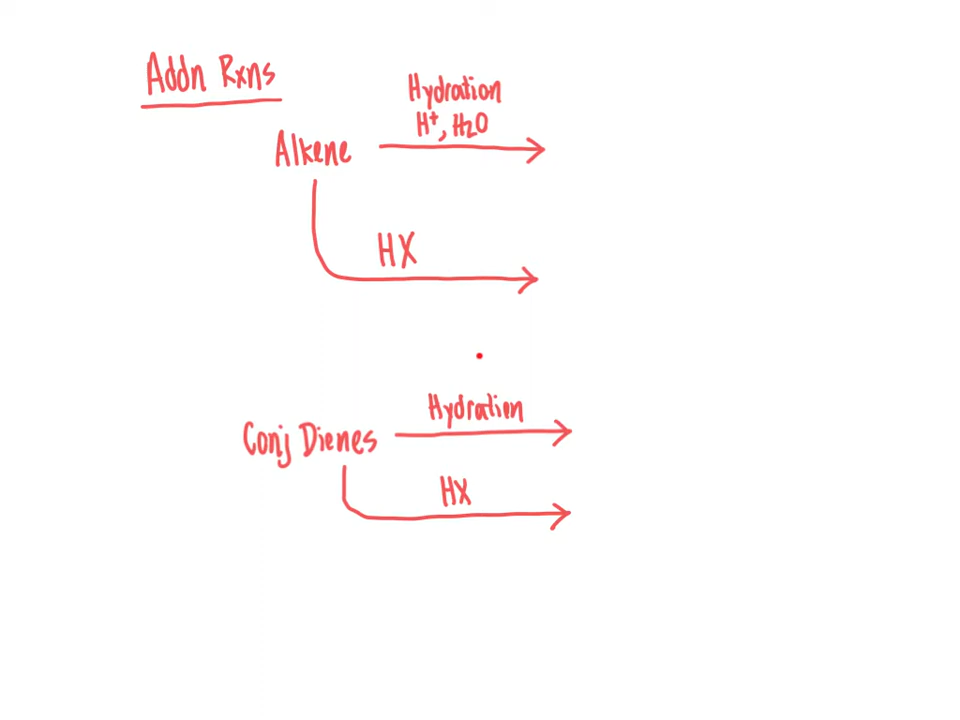 Addn Rxns
Hydration
H⁺, H₂O
Alkene
HX
Hydration
Conj Dienes
HX